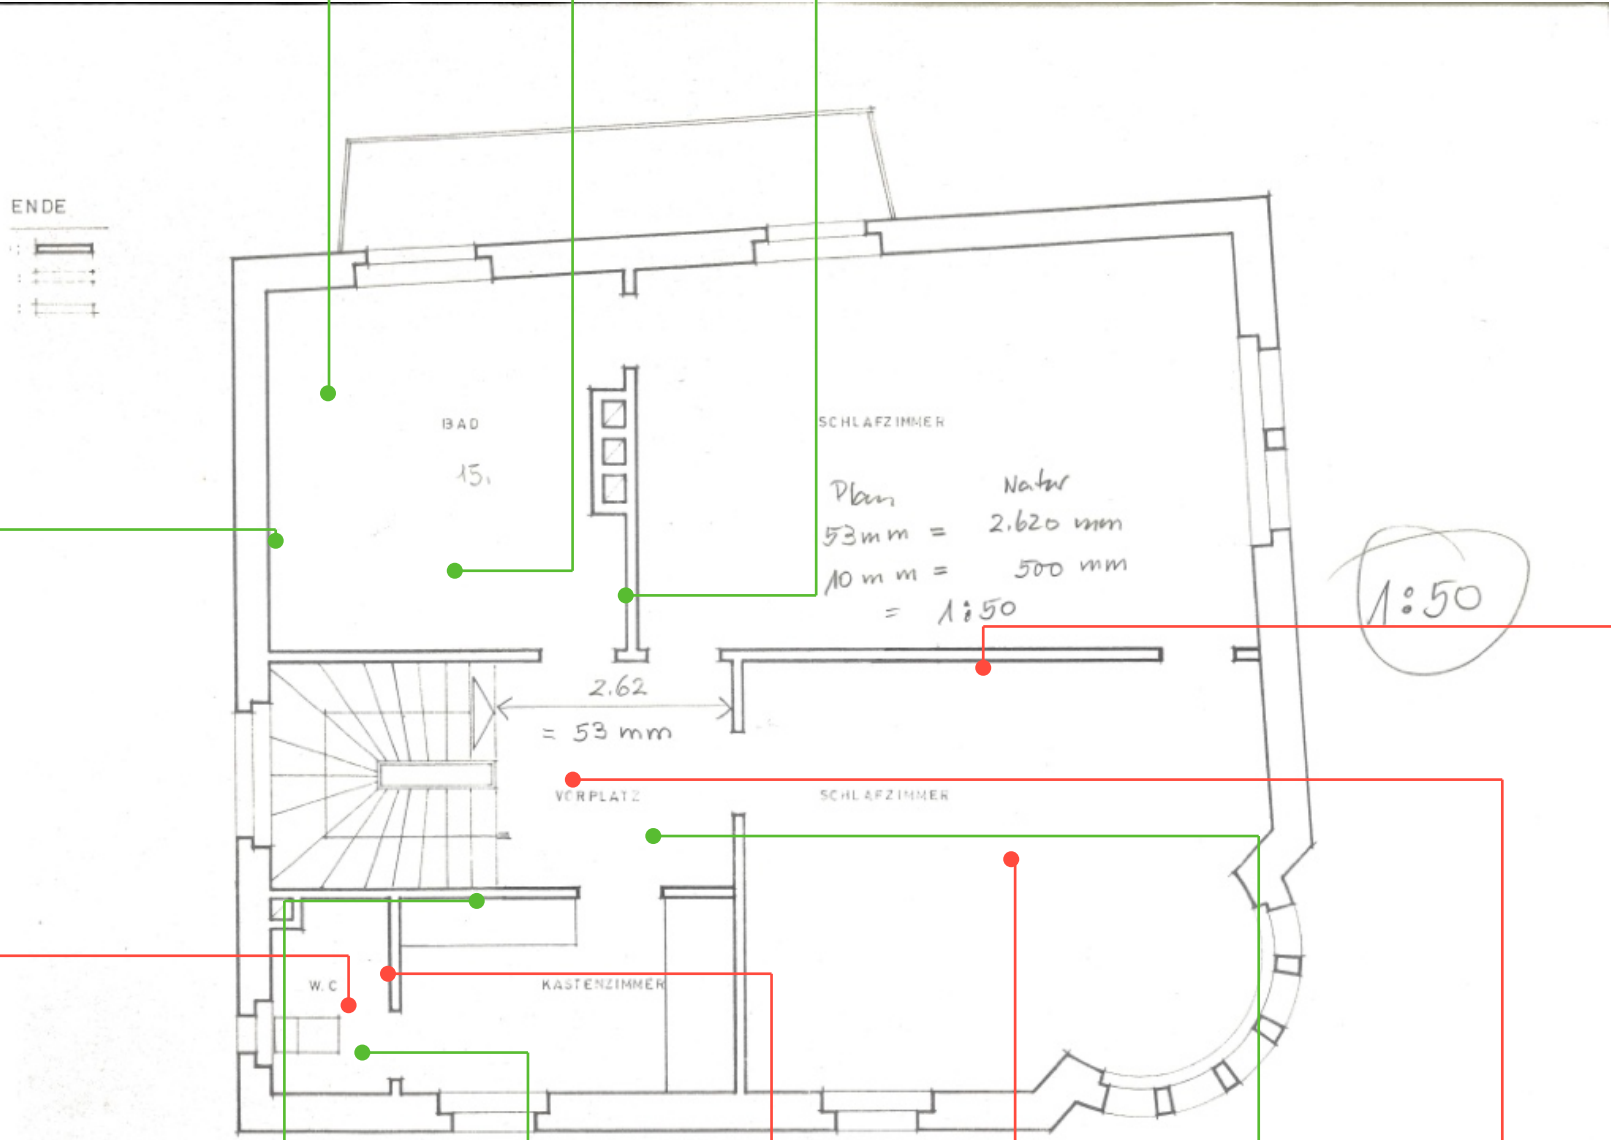 ENDE
BAD
15.
SCHLAFZIMMER
Plan Natur
53mm = 2.620 mm
10 mm = 500 mm
= 1:50
1:50
2.62
= 53 mm
VORPLATZ
SCHLAFZIMMER
W.C
KASTENZIMMER